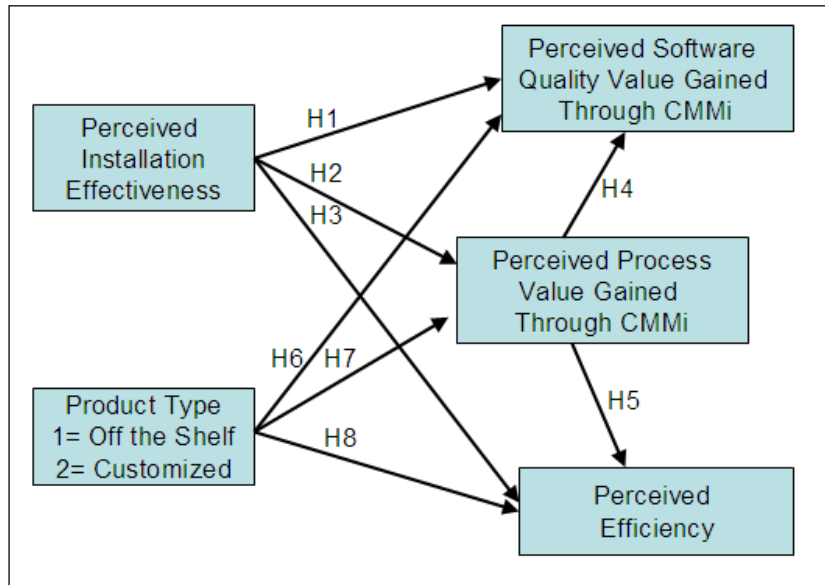 Perceived Software
Quality Value Gained
Through CMMi
Perceived
Installation
Effectiveness
H1
H2
H3
H4
Perceived Process
Value Gained
Through CMMi
H6
H7
H5
Product Type
1= Off the Shelf
2= Customized
H8
Perceived
Efficiency